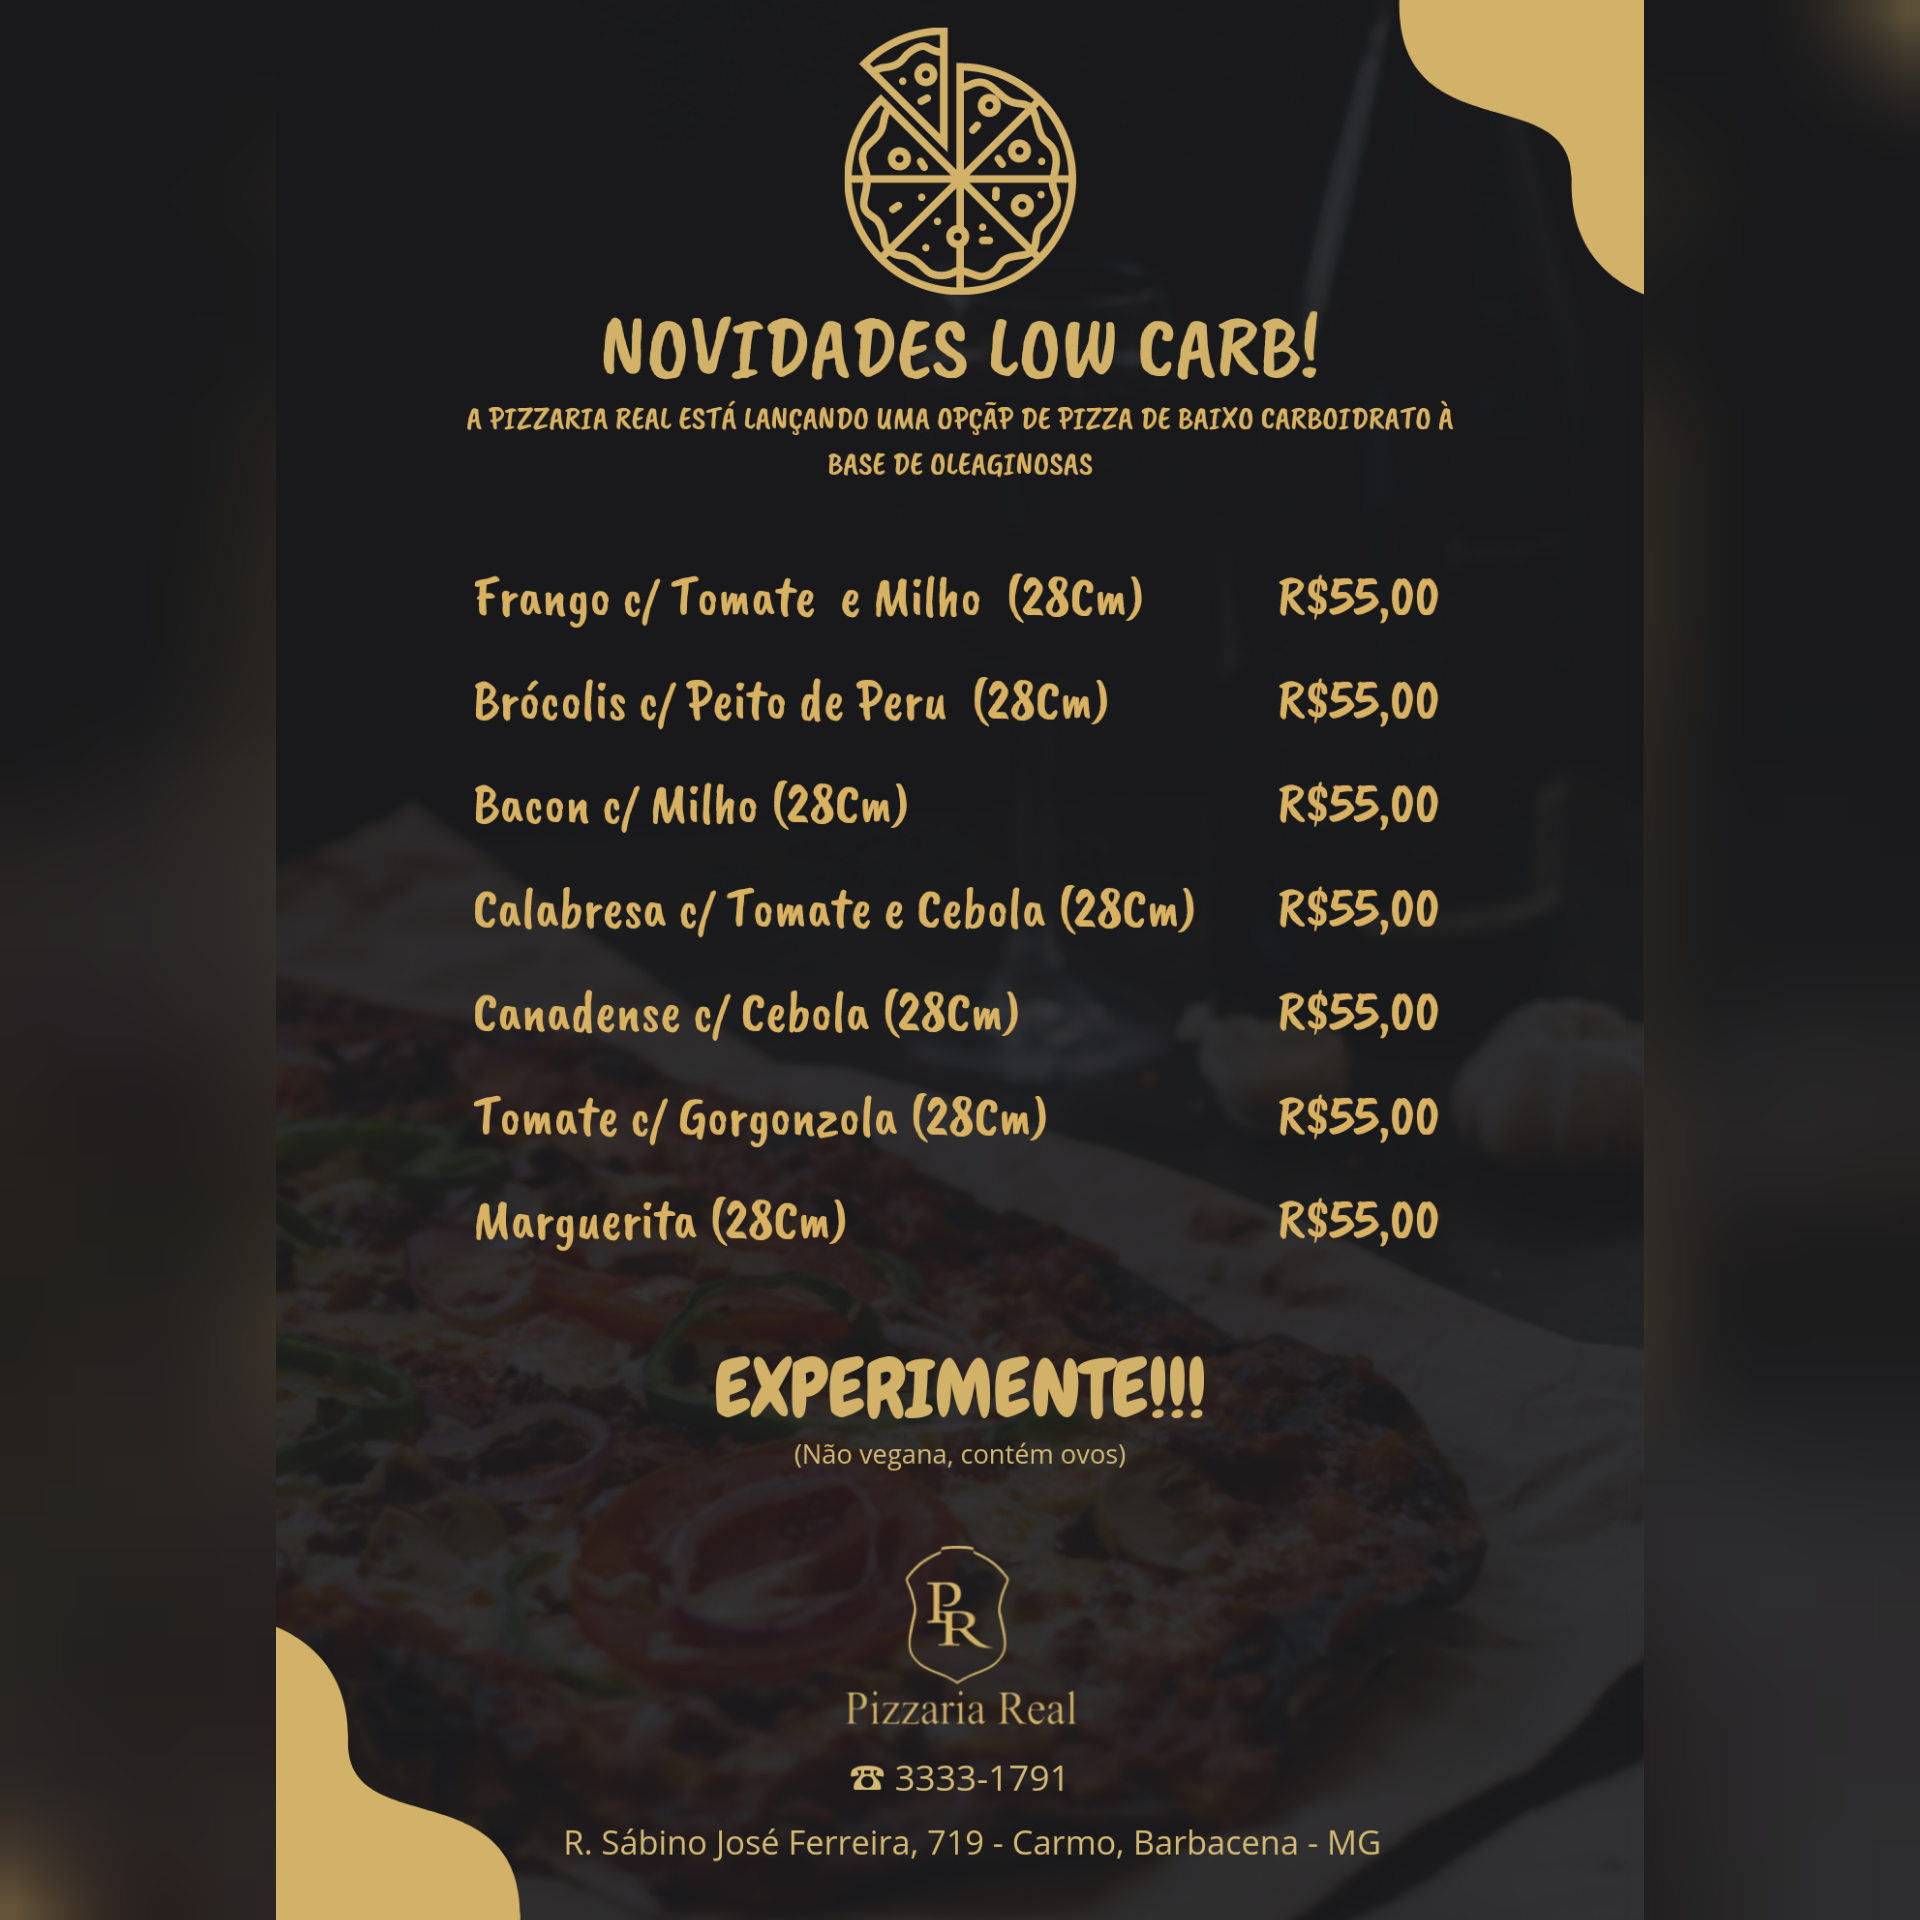 NOVIDADES LOW CARB!
A PIZZARIA REAL ESTÁ LANÇANDO UMA OPÇÃP DE PIZZA DE BAIXO CARBOIDRATO À
BASE DE OLEAGINOSAS
Frango c/ Tomate e Milho (28Cm) R$55,00
Brócolis c/ Peito de Peru (28Cm) R$55,00
Bacon c/ Milho (28Cm) R$55,00
Calabresa c/ Tomate e Cebola (28Cm) R$55,00
Canadense c/ Cebola (28Cm) R$55,00
Tomate c/ Gorgonzola (28Cm) R$55,00
Marguerita (28Cm) R$55,00
EXPERIMENTE!!!
(Não vegana, contém ovos)
PR
Pizzaria Real
☎ 3333-1791
R. Sábino José Ferreira, 719 - Carmo, Barbacena - MG